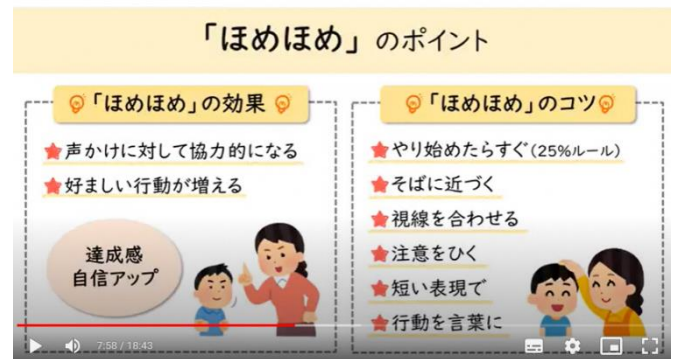 「ほめほめ」のポイント
「ほめほめ」の効果
声かけに対して協力的になる
好ましい行動が増える
達成感
自信アップ
「ほめほめ」のコツ
やり始めたらすぐ(25%ルール)
そばに近づく
視線を合わせる
注意をひく
短い表現で
行動を言葉に
7:58 / 18:43